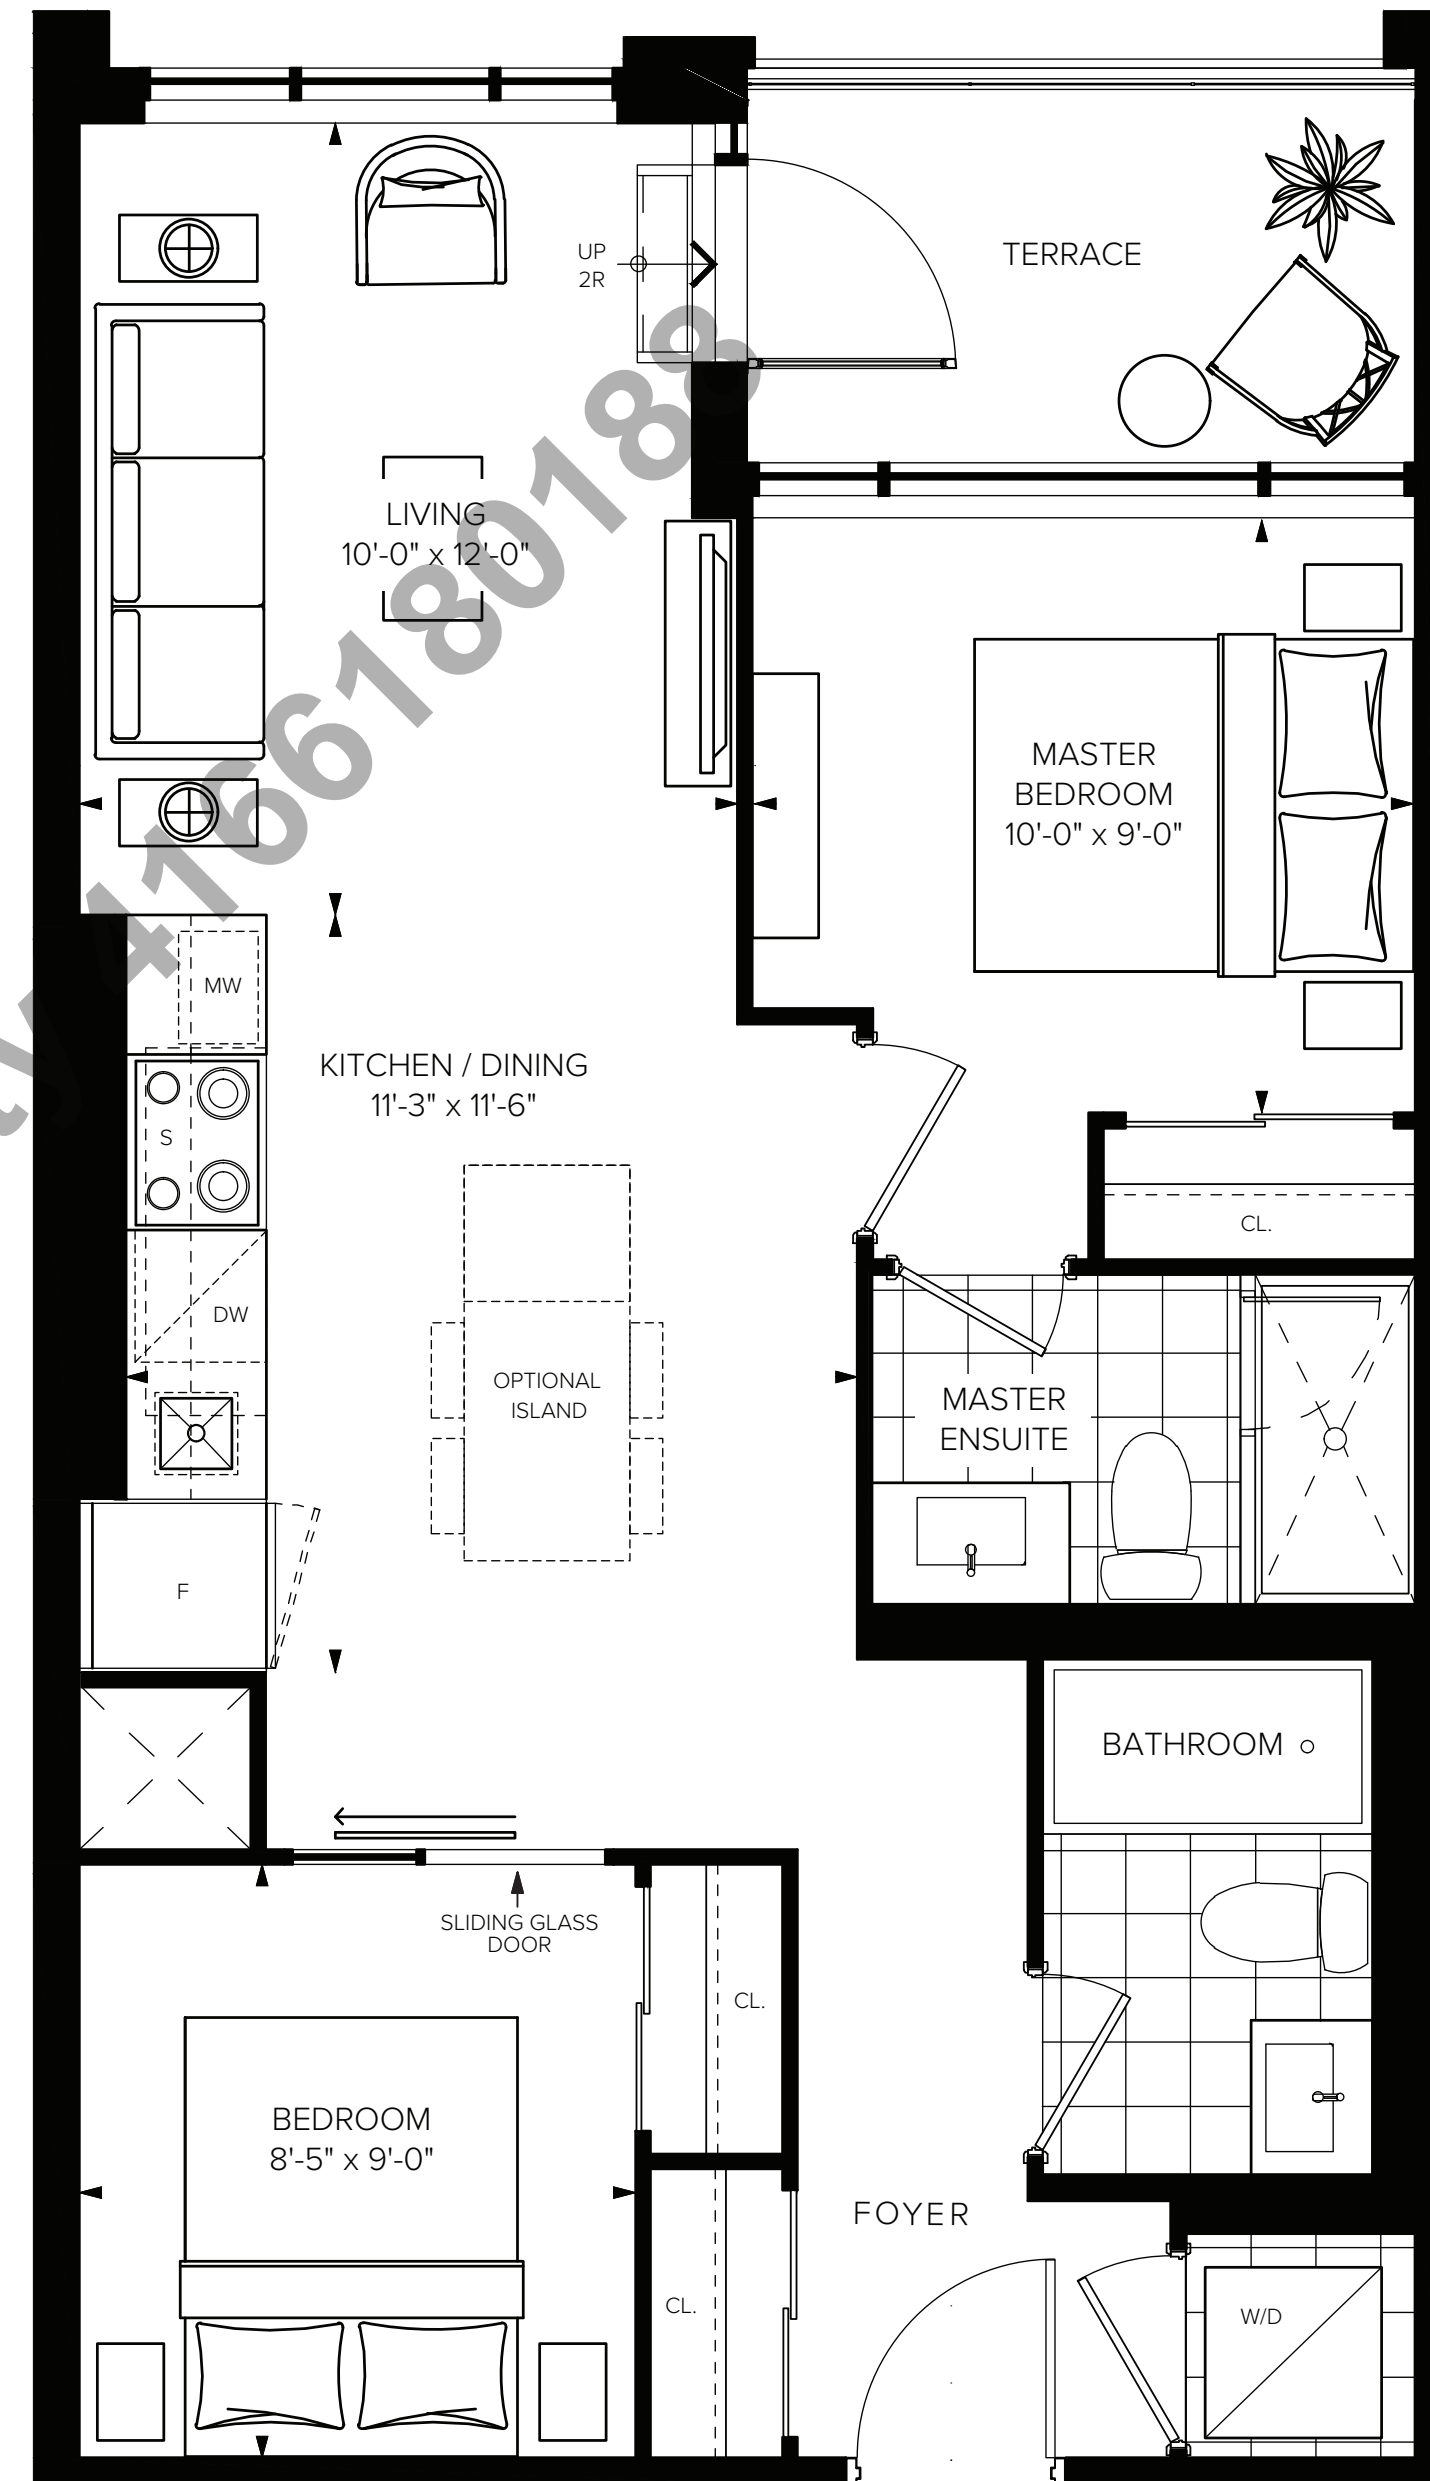 UP
2R
TERRACE
LIVING
10'-0" x 12'-0"
MASTER
BEDROOM
10'-0" x 9'-0"
MW
KITCHEN / DINING
11'-3" x 11'-6"
S
CL.
DW
OPTIONAL
ISLAND
MASTER
ENSUITE
F
BATHROOM
SLIDING GLASS
DOOR
CL.
BEDROOM
8'-5" x 9'-0"
FOYER
CL.
W/D
ty 4166180188